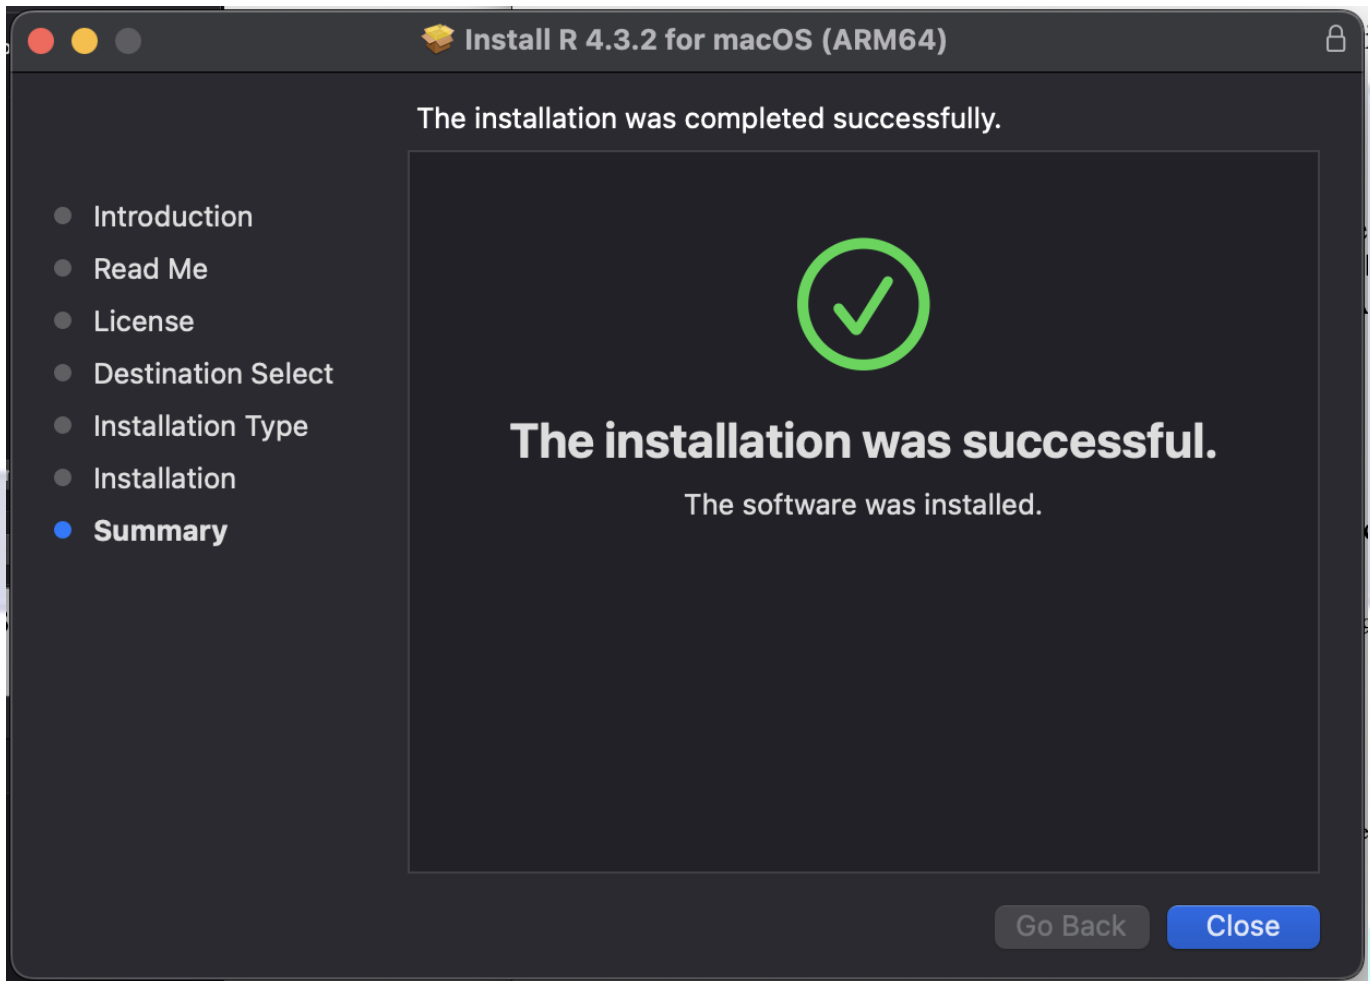 Install R 4.3.2 for macOS (ARM64)
The installation was completed successfully.
Introduction
Read Me
License
Destination Select
Installation Type
Installation
Summary
The installation was successful.
The software was installed.
Go Back
Close